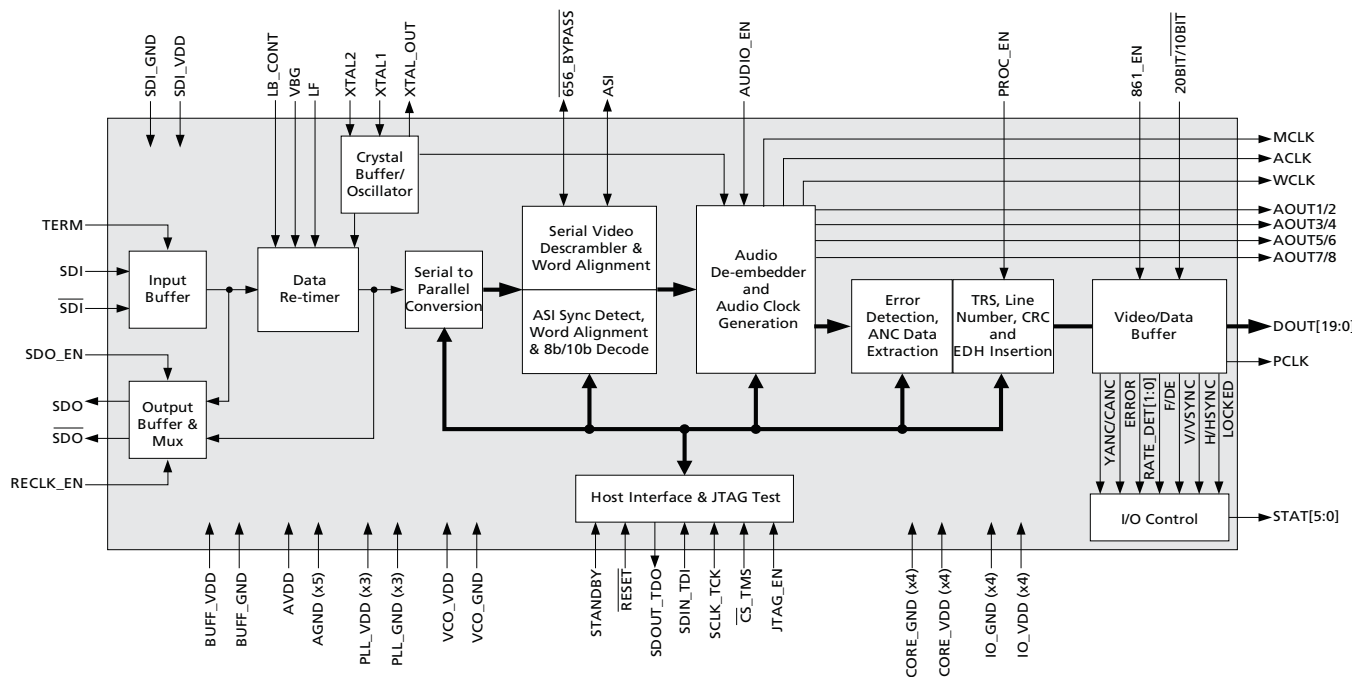 SDI_GND
SDI_VDD
LB_CONT
VBG
LF
XTAL2
XTAL1
XTAL_OUT
656_BYPASS
ASI
AUDIO_EN
PROC_EN
861_EN
20BIT/10BIT
Crystal
Buffer/
Oscillator
MCLK
ACLK
WCLK
AOUT1/2
AOUT3/4
AOUT5/6
AOUT7/8
TERM
SDI
SDI
Input
Buffer
Data
Re-timer
Serial to
Parallel
Conversion
Serial Video
Descrambler &
Word Alignment
ASI Sync Detect,
Word Alignment
& 8b/10b Decode
Audio
De-embedder
and
Audio Clock
Generation
Error
Detection,
ANC Data
Extraction
TRS, Line
Number, CRC
and
EDH Insertion
Video/Data
Buffer
DOUT[19:0]
PCLK
SDO_EN
SDO
SDO
RECLK_EN
Output
Buffer &
Mux
YANC/CANC
ERROR
RATE_DET[1:0]
F/DE
V/VSYNC
H/HSYNC
LOCKED
Host Interface & JTAG Test
I/O Control
STAT[5:0]
BUFF_VDD
BUFF_GND
AVDD
AGND (x5)
PLL_VDD (x3)
PLL_GND (x3)
VCO_VDD
VCO_GND
STANDBY
RESET
SDOUT_TDO
SDIN_TDI
SCLK_TCK
CS_TMS
JTAG_EN
CORE_GND (x4)
CORE_VDD (x4)
IO_GND (x4)
IO_VDD (x4)